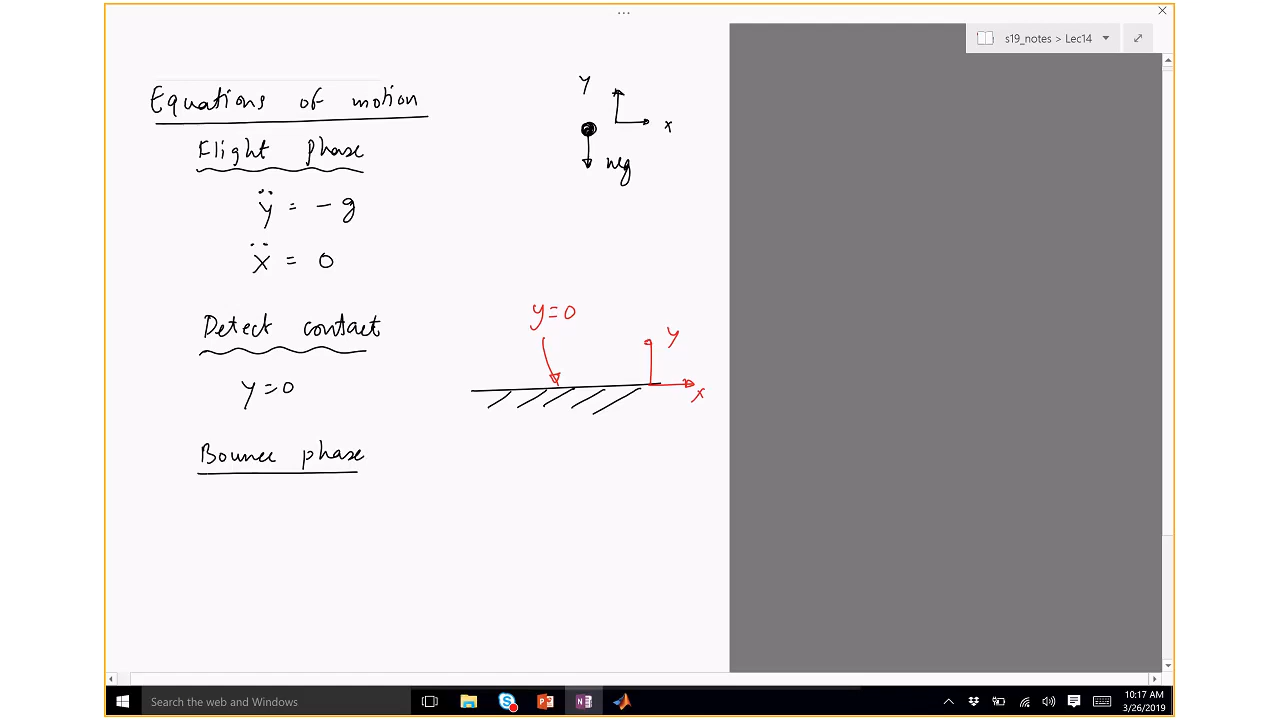 ...
s19_notes > Lec14
Equations of motion
Flight phase
ÿ = - g
ẍ = 0
Y
x
mg
Detect contact
y = 0
y = 0
Y
x
Bounce phase
Search the web and Windows
10:17 AM
3/26/2019